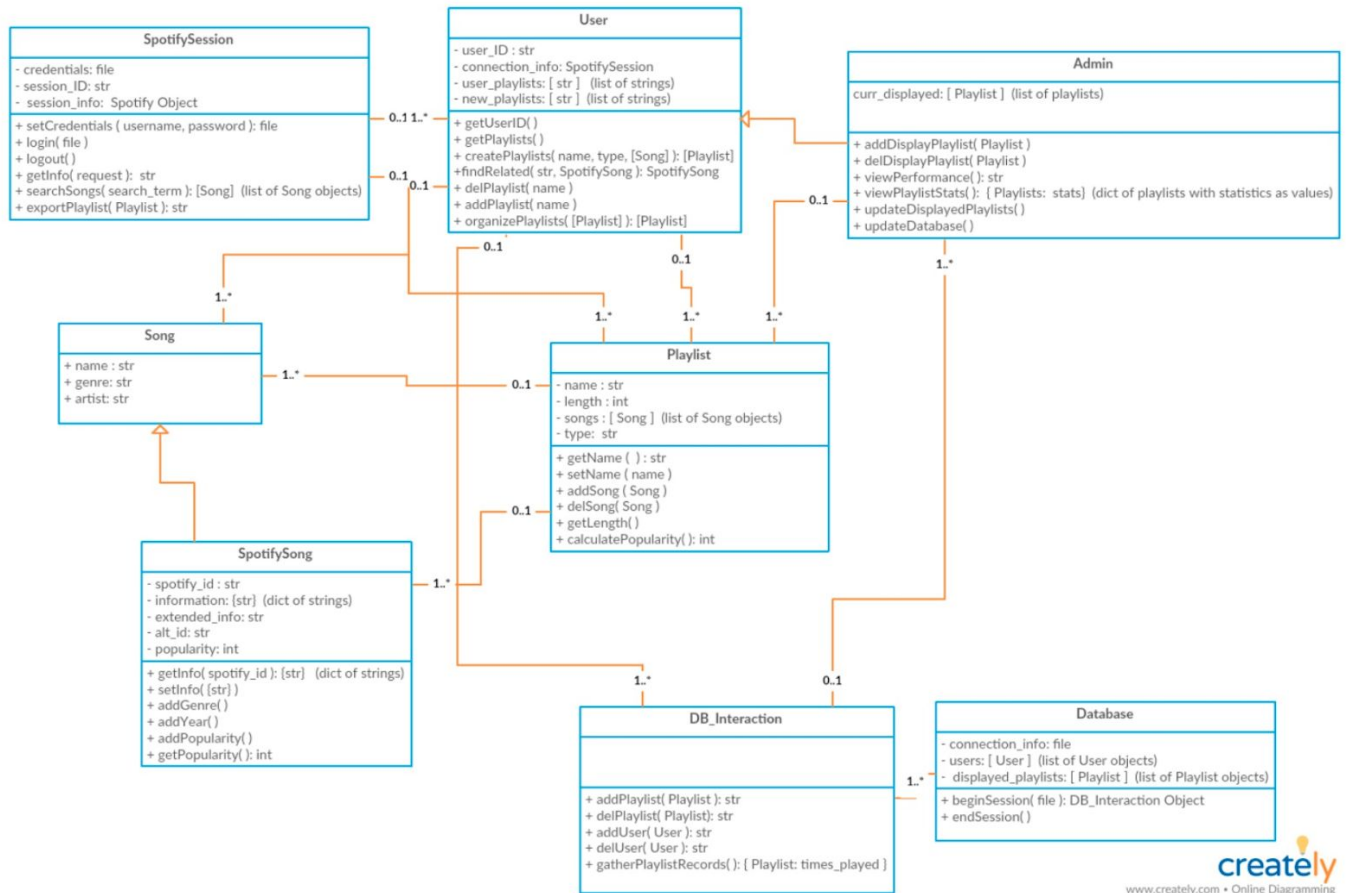 SpotifySession
- credentials: file
- session_ID: str
- session_info: Spotify Object
+ setCredentials ( username, password ): file
+ login( file )
+ logout( )
+ getInfo( request ): str
+ searchSongs( search_term ): [Song] (list of Song objects)
+ exportPlaylist( Playlist ): str
0..1
1..*
0..1
0..1
User
- user_ID : str
- connection_info: SpotifySession
- user_playlists: [ str ] (list of strings)
- new_playlists: [ str ] (list of strings)
+ getUserID( )
+ getPlaylists( )
+ createPlaylists( name, type, [Song] ): [Playlist]
+findRelated( str, SpotifySong ): SpotifySong
+ delPlaylist( name )
+ addPlaylist( name )
+ organizePlaylists( [Playlist] ): [Playlist]
0..1
0..1
Admin
curr_displayed: [ Playlist ] (list of playlists)
+ addDisplayPlaylist( Playlist )
+ delDisplayPlaylist( Playlist )
+ viewPerformance( ): str
+ viewPlaylistStats( ): { Playlists: stats} (dict of playlists with statistics as values)
+ updateDisplayedPlaylists( )
+ updateDatabase( )
0..1
1..*
1..*
1..*
1..*
1..*
Song
+ name : str
+ genre: str
+ artist: str
1..*
0..1
Playlist
- name : str
- length : int
- songs : [ Song ] (list of Song objects)
- type: str
+ getName ( ) : str
+ setName ( name )
+ addSong ( Song )
+ delSong( Song )
+ getLength( )
+ calculatePopularity( ): int
0..1
SpotifySong
- spotify_id : str
- information: {str} (dict of strings)
- extended_info: str
- alt_id: str
- popularity: int
+ getInfo( spotify_id ): {str} (dict of strings)
+ setInfo( {str} )
+ addGenre( )
+ addYear( )
+ addPopularity( )
+ getPopularity( ): int
1..*
1..*
0..1
DB_Interaction
+ addPlaylist( Playlist ): str
+ delPlaylist( Playlist): str
+ addUser( User ): str
+ delUser( User ): str
+ gatherPlaylistRecords( ): { Playlist: times_played }
1..*
Database
- connection_info: file
- users: [ User ] (list of User objects)
- displayed_playlists: [ Playlist ] (list of Playlist objects)
+ beginSession( file ): DB_Interaction Object
+ endSession( )
creately
www.creately.com • Online Diagramming